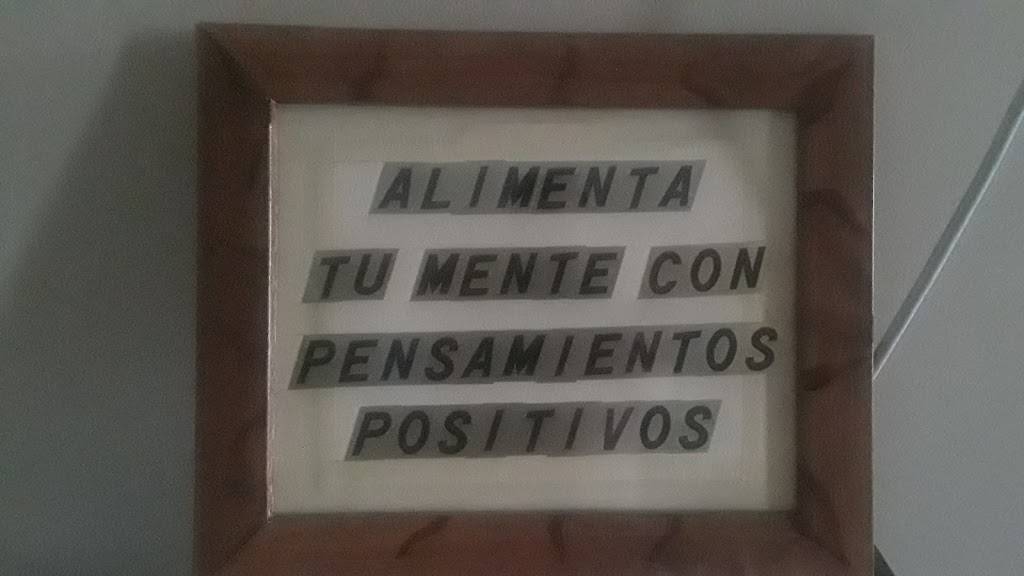 ALIMENTA
TU MENTE CON
PENSAMIENTOS
POSITIVOS